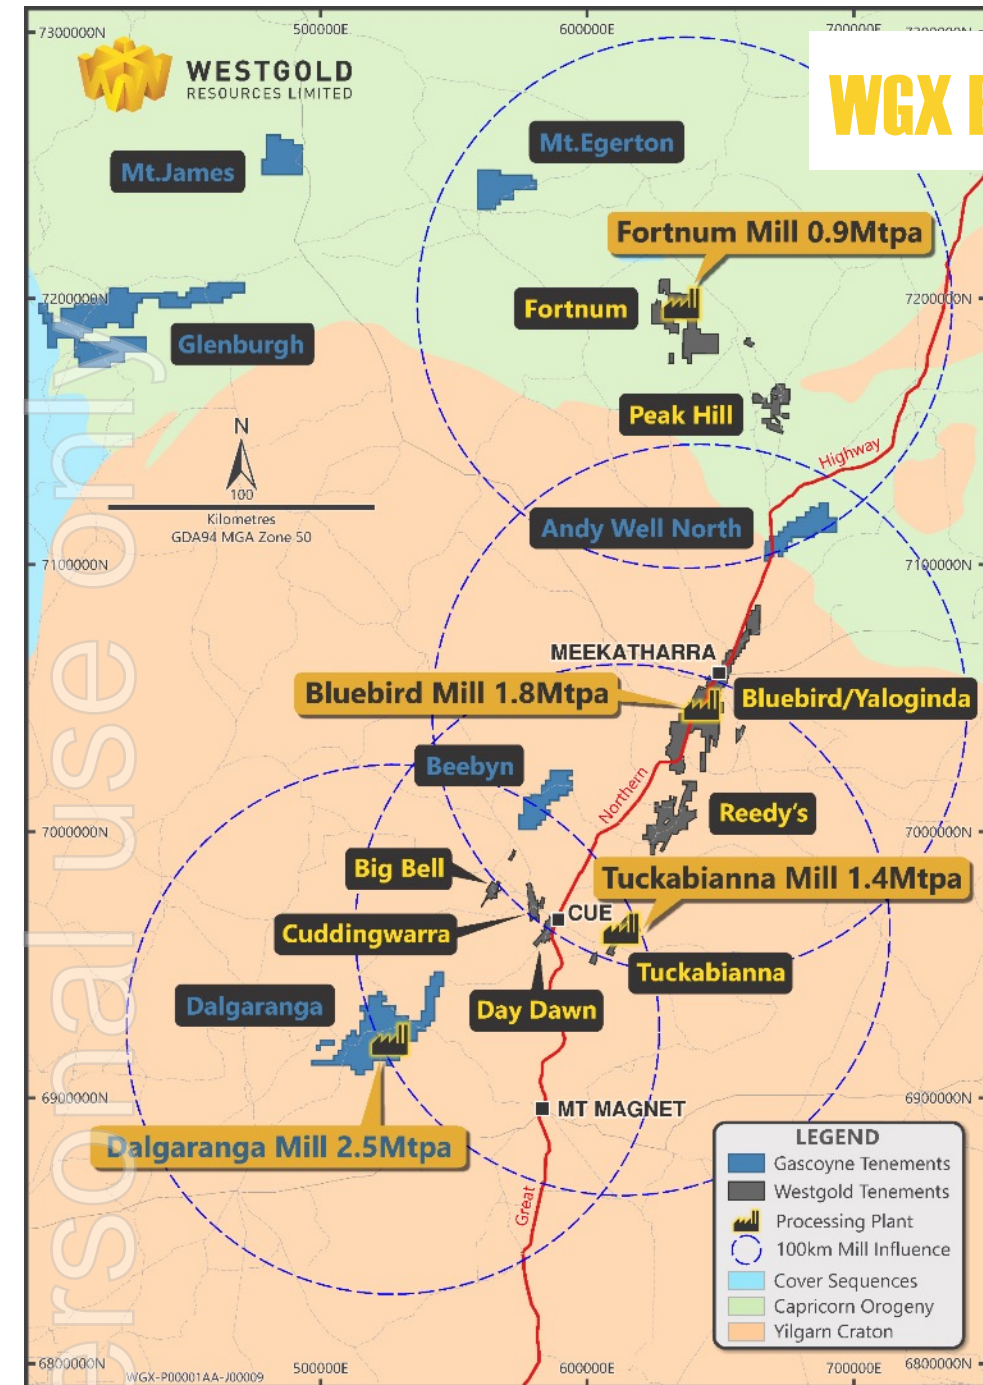 7300000N
500000E
600000E
WESTGOLD
RESOURCES LIMITED
WGX
Mt.Egerton
Mt.James
Fortnum Mill 0.9Mtpa
7200000N
7200000N
Fortnum
Glenburgh
Peak Hill
N
Highway
100
Kilometres
GDA94 MGA Zone 50
Andy Well North
7100000N
7100000N
MEEKATHARRA
Bluebird Mill 1.8Mtpa
Bluebird/Yaloginda
Beebyn
Northern
Reedy's
7000000N
7000000N
Big Bell
Tuckabianna Mill 1.4Mtpa
CUE
Cuddingwarra
Tuckabianna
Dalgaranga
Day Dawn
6900000N
6900000N
MT MAGNET
Dalgaranga Mill 2.5Mtpa
LEGEND
Gascoyne Tenements
Westgold Tenements
Processing Plant
100km Mill Influence
Cover Sequences
Capricorn Orogeny
Yilgarn Craton
Great
6800000N
500000E
600000E
700000E
6800000N
WGX-P00001AA-J00009
ersonal use only